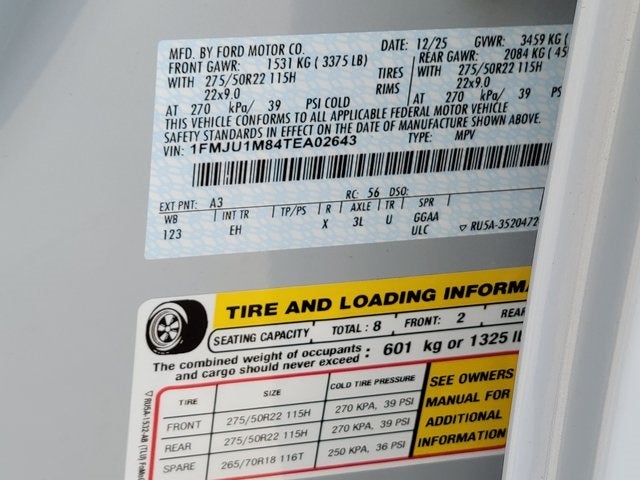 MFD. BY FORD MOTOR CO. DATE: 12/25 GVWR: 3459 KG (
FRONT GAWR: 1531 KG ( 3375 LB) REAR GAWR: 2084 KG ( 45
WITH 275/50R22 115H TIRES WITH 275/50R22 115H
22x9.0 RIMS 22x9.0
AT 270 kPa/ 39 PSI COLD AT 270 kPa/ 39 PS
THIS VEHICLE CONFORMS TO ALL APPLICABLE FEDERAL MOTOR VEHICLE
SAFETY STANDARDS IN EFFECT ON THE DATE OF MANUFACTURE SHOWN ABOVE.
VIN: 1FMJU1M84TEA02643 TYPE: MPV
EXT PNT: A3 RC: 56 DSO:
WB INT TR TP/PS R AXLE TR SPR
123 EH X 3L U GGAA
ULC ▽ RU5A-3520472
TIRE AND LOADING INFORMA
SEATING CAPACITY TOTAL: 8 FRONT: 2 REAR
The combined weight of occupants
and cargo should never exceed : 601 kg or 1325 lb
TIRE SIZE COLD TIRE PRESSURE
FRONT 275/50R22 115H 270 KPA, 39 PSI
REAR 275/50R22 115H 270 KPA, 39 PSI
SPARE 265/70R18 116T 250 KPA, 36 PSI
SEE OWNERS
MANUAL FOR
ADDITIONAL
INFORMATION